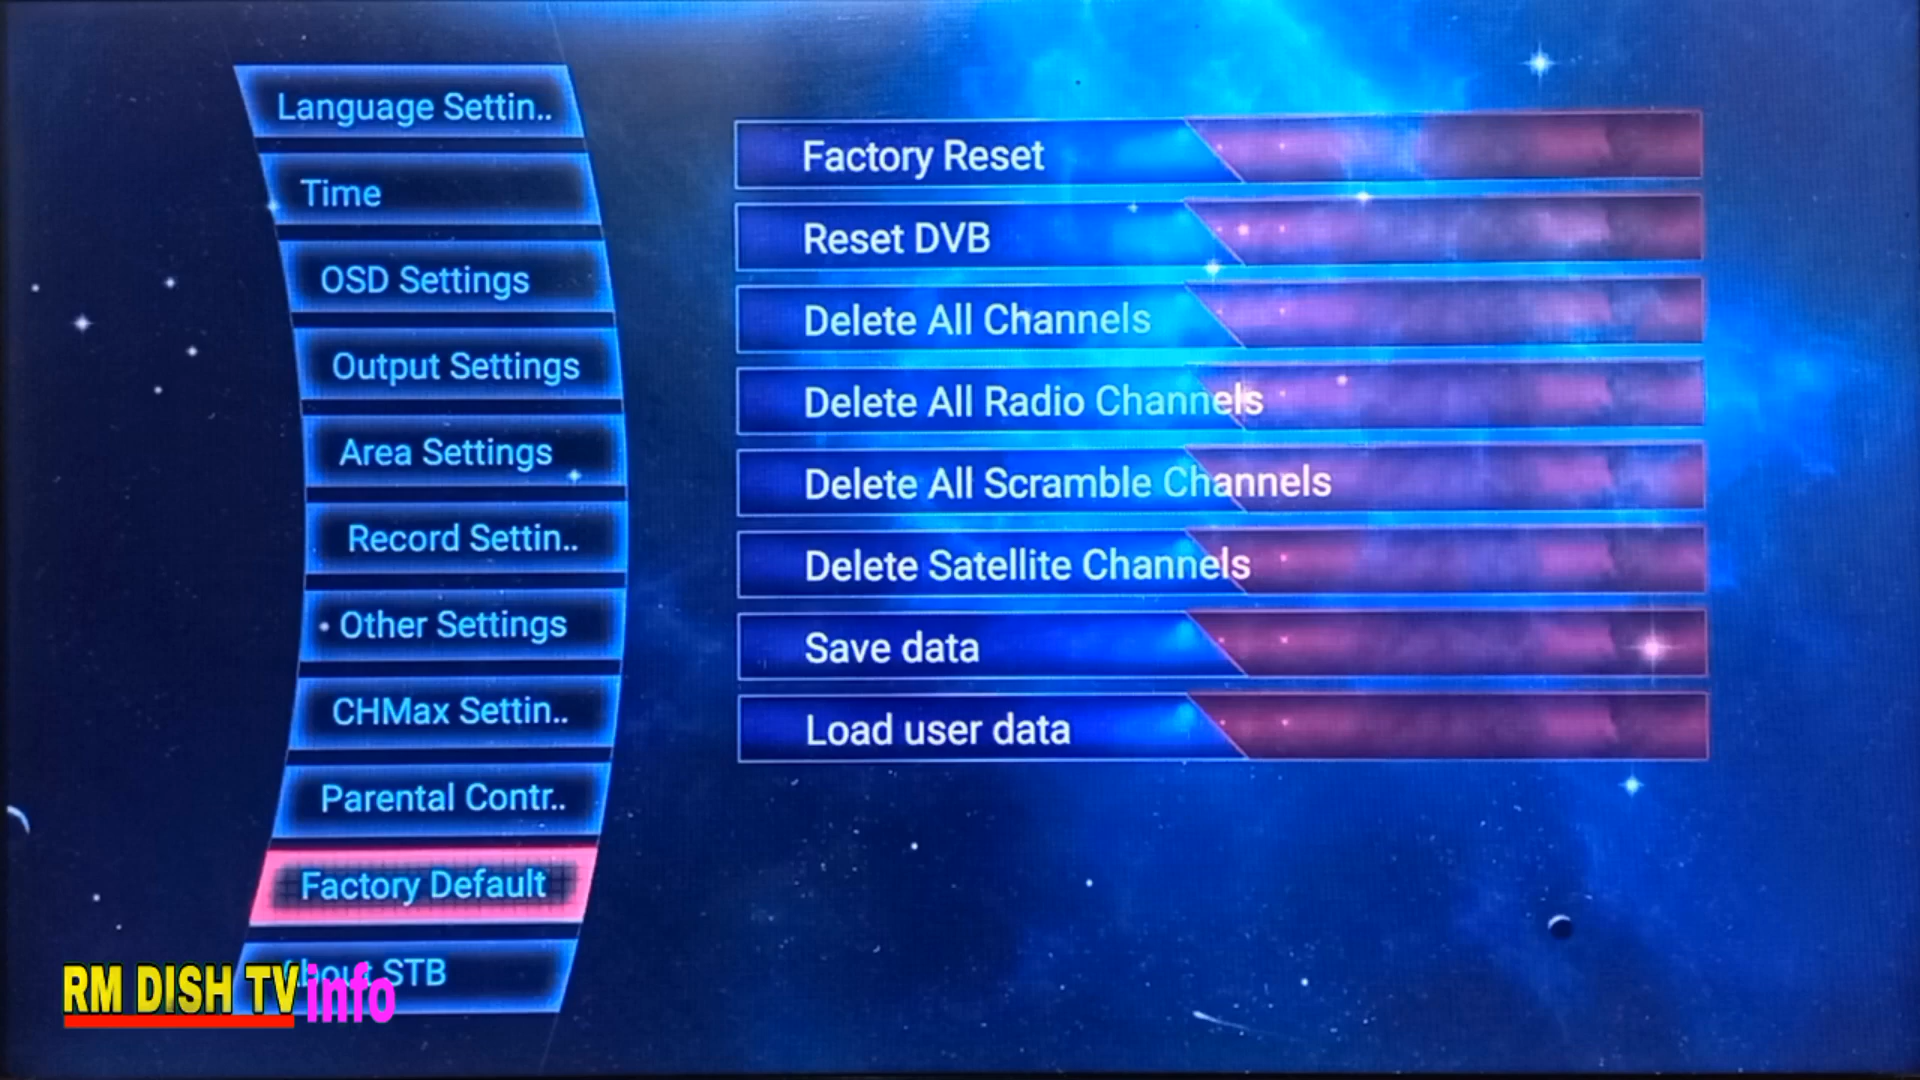 Language Settin..
Time
OSD Settings
Output Settings
Area Settings
Record Settin..
Other Settings
CHMax Settin..
Parental Contr..
Factory Default
About STB
Factory Reset
Reset DVB
Delete All Channels
Delete All Radio Channels
Delete All Scramble Channels
Delete Satellite Channels
Save data
Load user data
RM DISH TV info